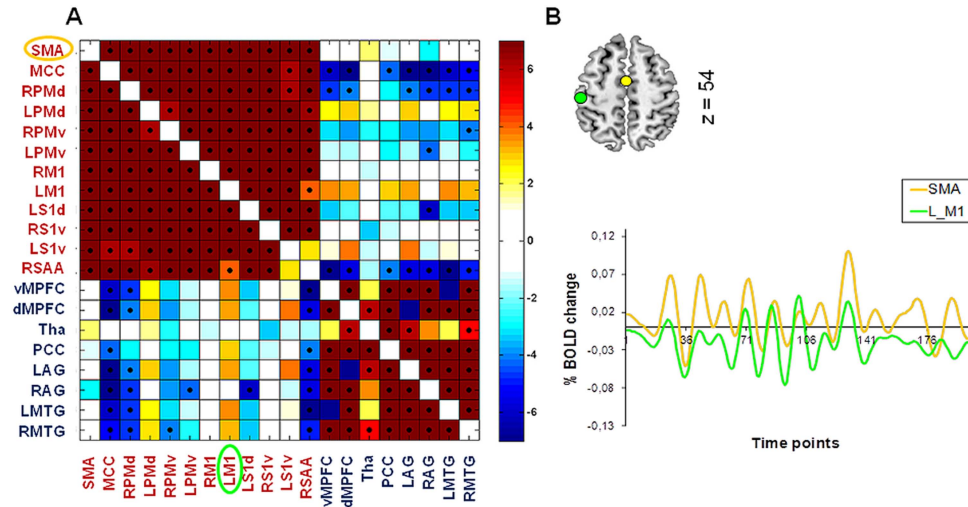 A
SMA
MCC
RPMd
LPMd
RPMv
LPMv
RM1
LM1
LS1d
RS1v
LS1v
RSAA
vMPFC
dMPFC
Tha
PCC
LAG
RAG
LMTG
RMTG
SMA
MCC
RPMd
LPMd
RPMv
LPMv
RM1
LM1
LS1d
RS1v
LS1v
RSAA
vMPFC
dMPFC
Tha
PCC
LAG
RAG
LMTG
RMTG
6
4
2
0
-2
-4
-6
B
z = 54
SMA
L_M1
% BOLD change
0,12
0,07
0,02
-0,03
-0,08
-0,13
1 36 71 106 141 176
Time points